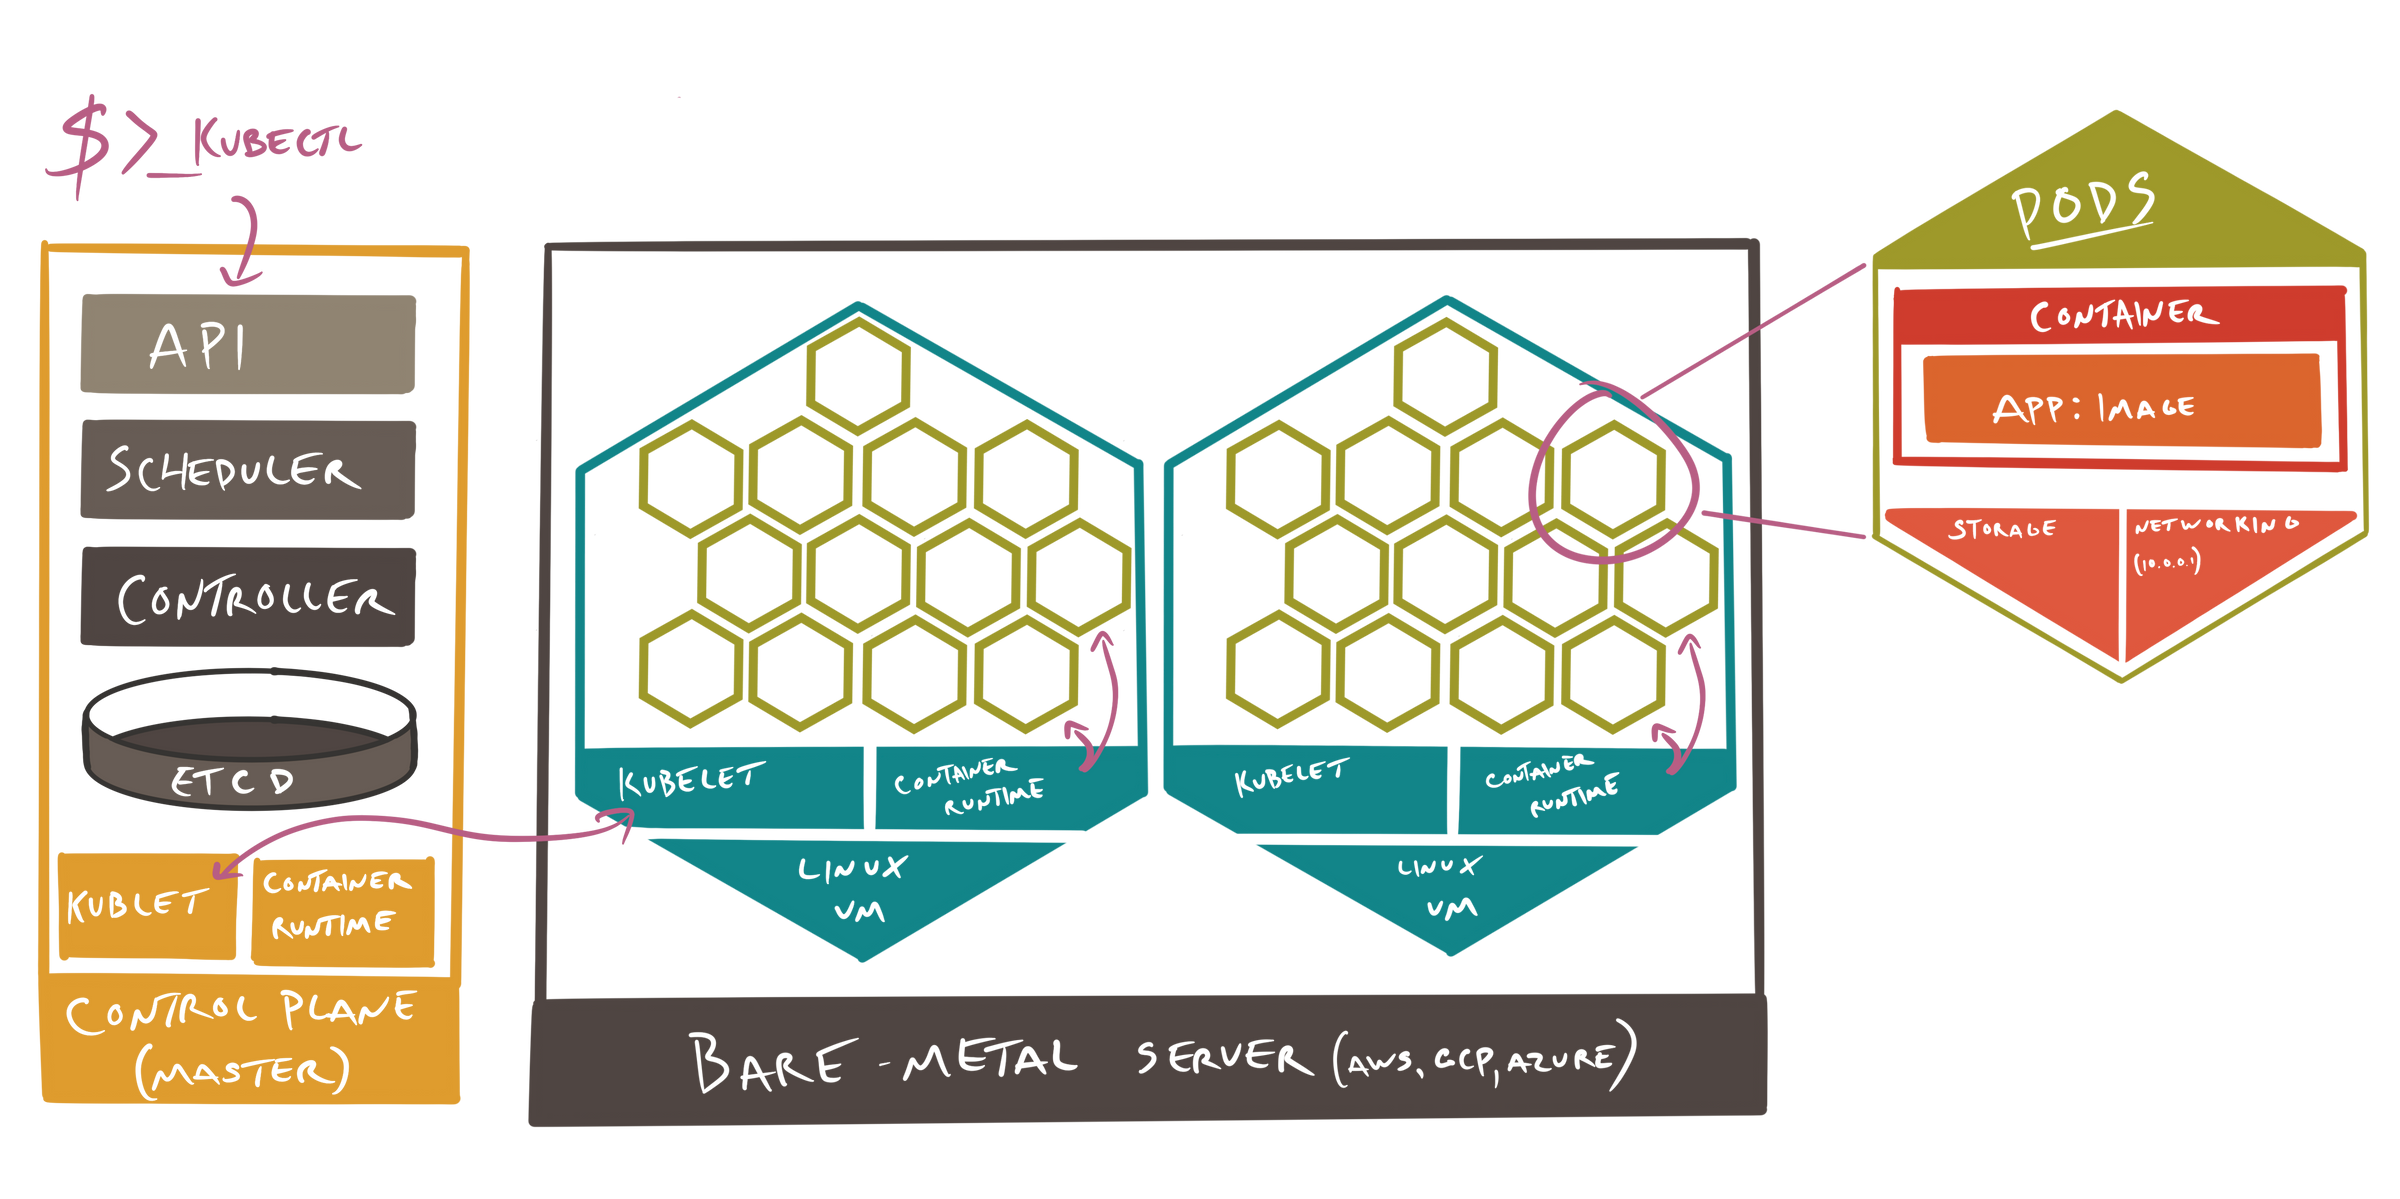 $>_KUBECTL
API
SCHEDULER
CONTROLLER
ETCD
KUBLET
CONTAINER
RUNTIME
CONTROL PLANE
(MASTER)
KUBELET
CONTAINER
RUNTIME
LINUX
VM
KUBELET
CONTAINER
RUNTIME
LINUX
VM
BARE-METAL SERVER (AWS, GCP, AZURE)
PODS
CONTAINER
APP: IMAGE
STORAGE
NETWORKING
(10.0.0.1)